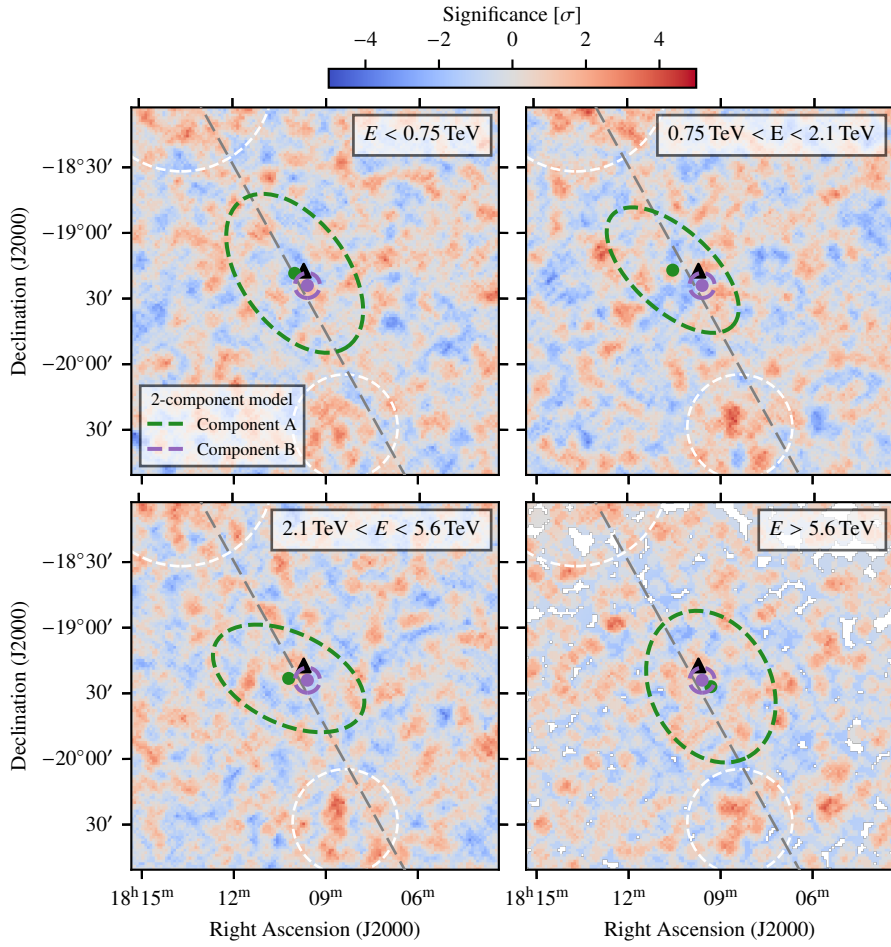 Significance [σ]
−4 −2 0 2 4
E < 0.75 TeV
0.75 TeV < E < 2.1 TeV
−18°30′
−19°00′
30′
−20°00′
30′
Declination (J2000)
2-component model
Component A
Component B
2.1 TeV < E < 5.6 TeV
E > 5.6 TeV
−18°30′
−19°00′
30′
−20°00′
30′
Declination (J2000)
18ʰ15ᵐ 12ᵐ 09ᵐ 06ᵐ
18ʰ15ᵐ 12ᵐ 09ᵐ 06ᵐ
Right Ascension (J2000)
Right Ascension (J2000)